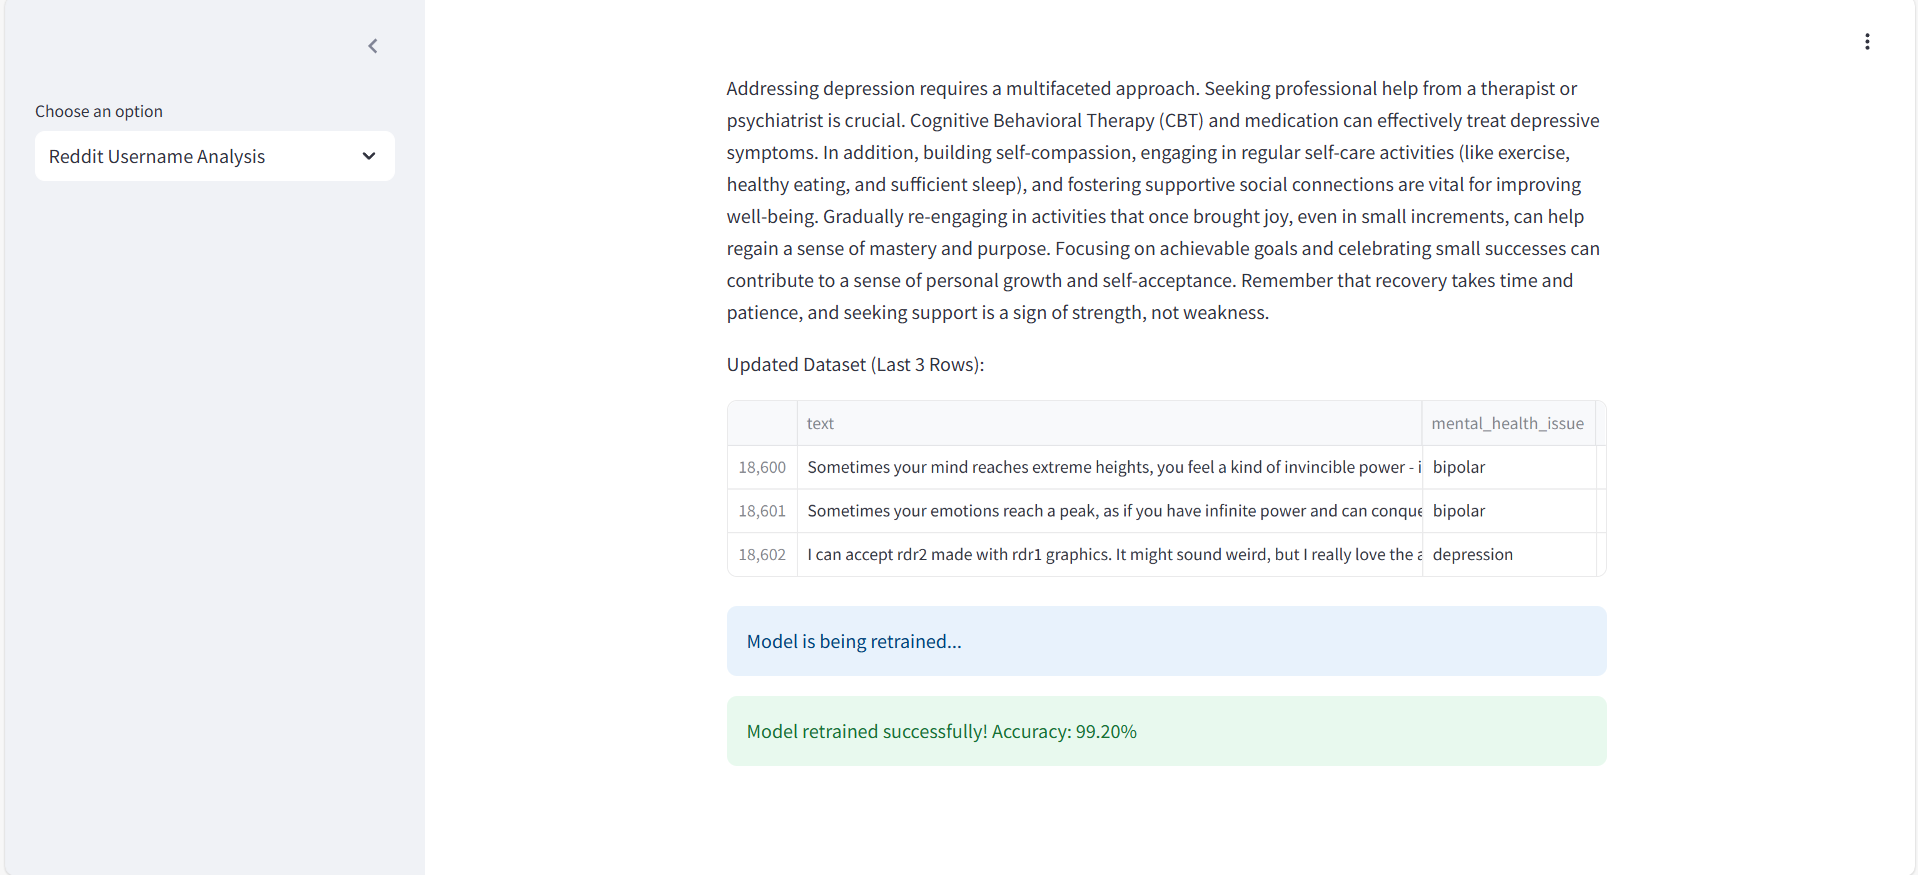 Choose an option
Reddit Username Analysis
Addressing depression requires a multifaceted approach. Seeking professional help from a therapist or
psychiatrist is crucial. Cognitive Behavioral Therapy (CBT) and medication can effectively treat depressive
symptoms. In addition, building self-compassion, engaging in regular self-care activities (like exercise,
healthy eating, and sufficient sleep), and fostering supportive social connections are vital for improving
well-being. Gradually re-engaging in activities that once brought joy, even in small increments, can help
regain a sense of mastery and purpose. Focusing on achievable goals and celebrating small successes can
contribute to a sense of personal growth and self-acceptance. Remember that recovery takes time and
patience, and seeking support is a sign of strength, not weakness.
Updated Dataset (Last 3 Rows):
text mental_health_issue
18,600 Sometimes your mind reaches extreme heights, you feel a kind of invincible power - i bipolar
18,601 Sometimes your emotions reach a peak, as if you have infinite power and can conque bipolar
18,602 I can accept rdr2 made with rdr1 graphics. It might sound weird, but I really love the a depression
Model is being retrained...
Model retrained successfully! Accuracy: 99.20%